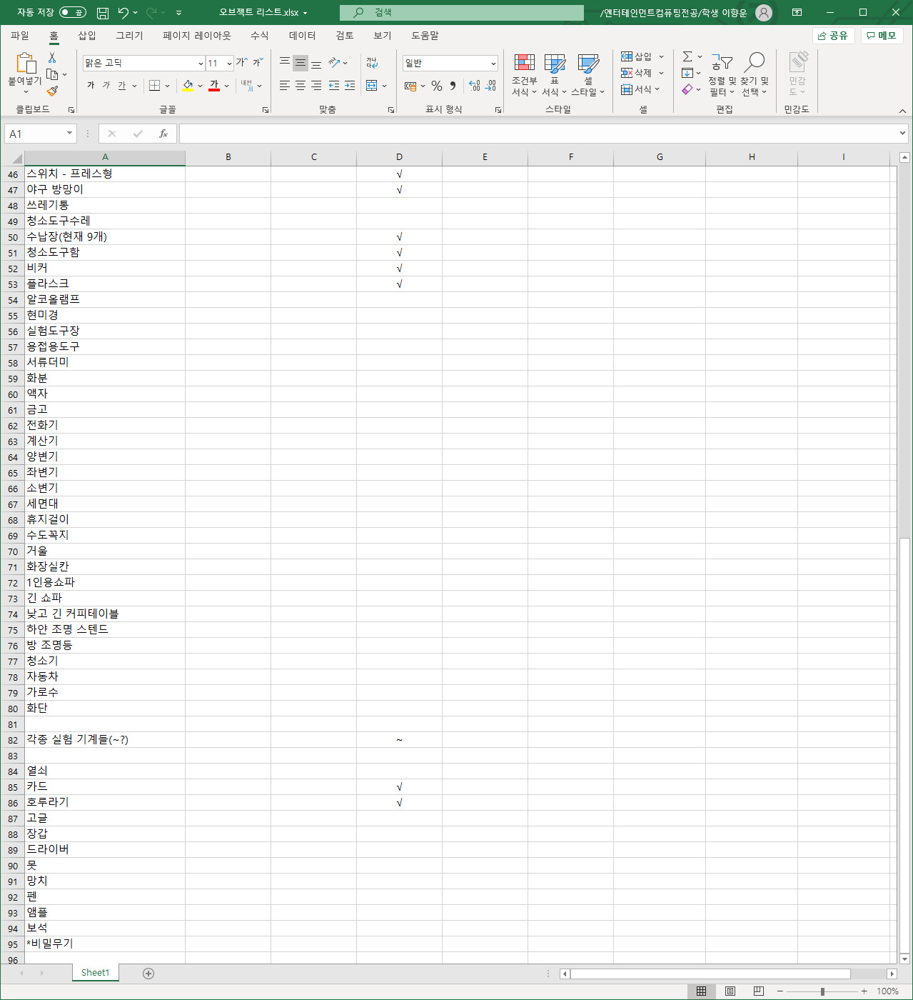 자동 저장 끔 오브젝트 리스트.xlsx 검색 /엔터테인먼트컴퓨팅전공/학생 이향운
파일 홈 삽입 그리기 페이지 레이아웃 수식 데이터 검토 보기 도움말 공유 메모
붙여넣기 맑은 고딕 11 가 가 가나다 일반 조건부 서식 표 서식 셀 스타일 삽입 삭제 서식 정렬 및 필터 찾기 및 선택 민감도
가 가 가 가 내천 % .00 .00
클립보드 글꼴 맞춤 표시 형식 스타일 셀 편집 민감도
A1 fx
A B C D E F G H I
46 스위치 - 프레스형 √
47 야구 방망이 √
48 쓰레기통
49 청소도구수레
50 수납장(현재 9개) √
51 청소도구함 √
52 비커 √
53 플라스크 √
54 알코올램프
55 현미경
56 실험도구장
57 용접용도구
58 서류더미
59 화분
60 액자
61 금고
62 전화기
63 계산기
64 양변기
65 좌변기
66 소변기
67 세면대
68 휴지걸이
69 수도꼭지
70 거울
71 화장실칸
72 1인용쇼파
73 긴 쇼파
74 낮고 긴 커피테이블
75 하얀 조명 스텐드
76 방 조명등
77 청소기
78 자동차
79 가로수
80 화단
81
82 각종 실험 기계들(~?) ~
83
84 열쇠
85 카드 √
86 호루라기 √
87 고글
88 장갑
89 드라이버
90 못
91 망치
92 펜
93 앰플
94 보석
95 *비밀무기
96
Sheet1
100%